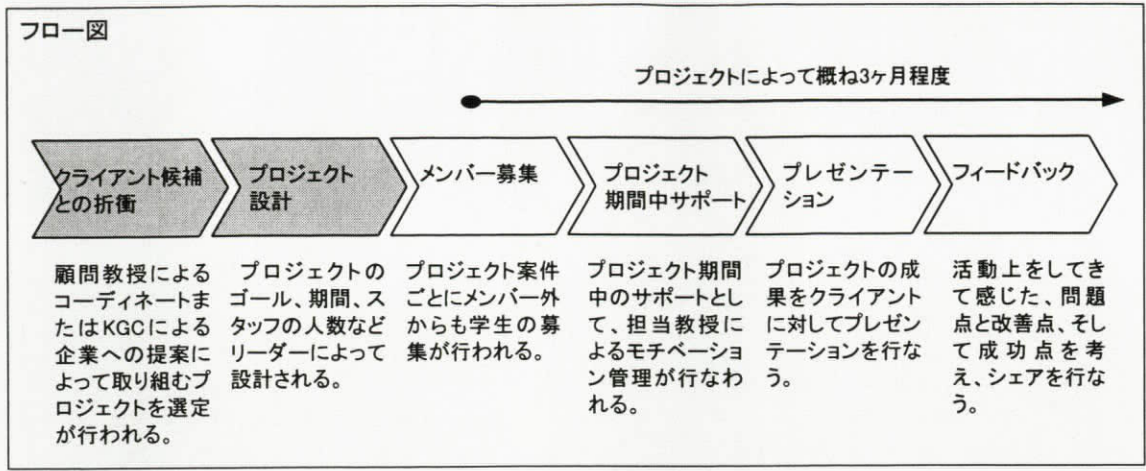 フロー図
プロジェクトによって概ね3ヶ月程度
クライアント候補
との折衝
プロジェクト
設計
メンバー募集
プロジェクト
期間中サポート
プレゼンテー
ション
フィードバック
顧問教授による
コーディネートま
たはKGCによる
企業への提案に
よって取り組むプ
ロジェクトを選定
が行われる。
プロジェクトの
ゴール、期間、ス
タッフの人数など
リーダーによって
設計される。
プロジェクト案件
ごとにメンバー外
からも学生の募
集が行われる。
プロジェクト期間
中のサポートとし
て、担当教授に
よるモチベーショ
ン管理が行なわ
れる。
プロジェクトの成
果をクライアント
に対してプレゼン
テーションを行な
う。
活動上をしてき
て感じた、問題
点と改善点、そし
て成功点を考
え、シェアを行な
う。